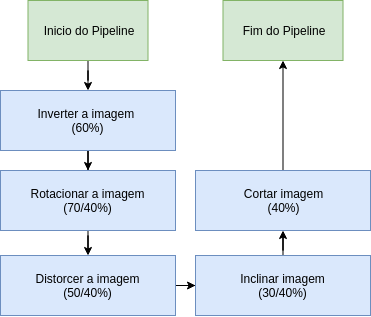 Inicio do Pipeline
Inverter a imagem
(60%)
Rotacionar a imagem
(70/40%)
Distorcer a imagem
(50/40%)
Inclinar imagem
(30/40%)
Cortar imagem
(40%)
Fim do Pipeline